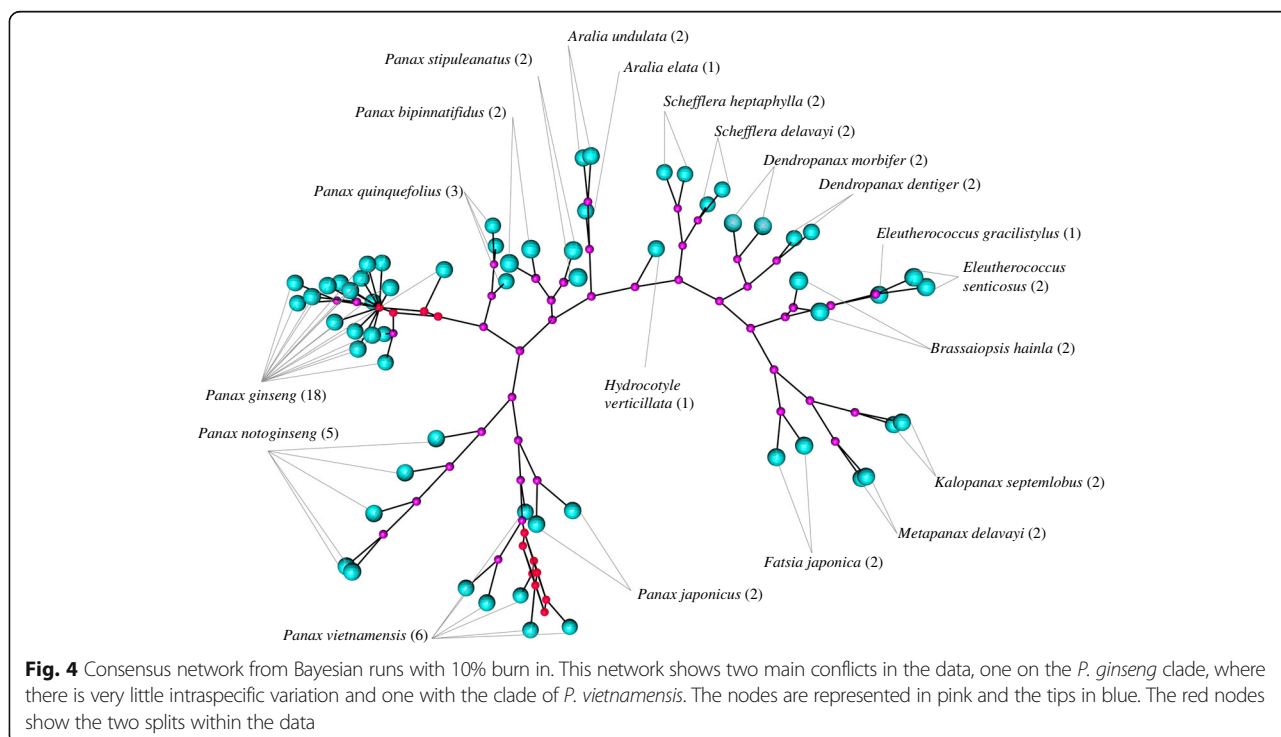 Aralia undulata (2)
Panax stipuleanatus (2)
Aralia elata (1)
Panax bipinnatifidus (2)
Schefflera heptaphylla (2)
Schefflera delavayi (2)
Dendropanax morbifer (2)
Panax quinquefolius (3)
Dendropanax dentiger (2)
Eleutherococcus gracilistylus (1)
Eleutherococcus
senticosus (2)
Brassaiopsis hainla (2)
Panax ginseng (18)
Hydrocotyle
verticillata (1)
Panax notoginseng (5)
Kalopanax septemlobus (2)
Metapanax delavayi (2)
Fatsia japonica (2)
Panax japonicus (2)
Panax vietnamensis (6)
Fig. 4 Consensus network from Bayesian runs with 10% burn in. This network shows two main conflicts in the data, one on the P. ginseng clade, where
there is very little intraspecific variation and one with the clade of P. vietnamensis. The nodes are represented in pink and the tips in blue. The red nodes
show the two splits within the data